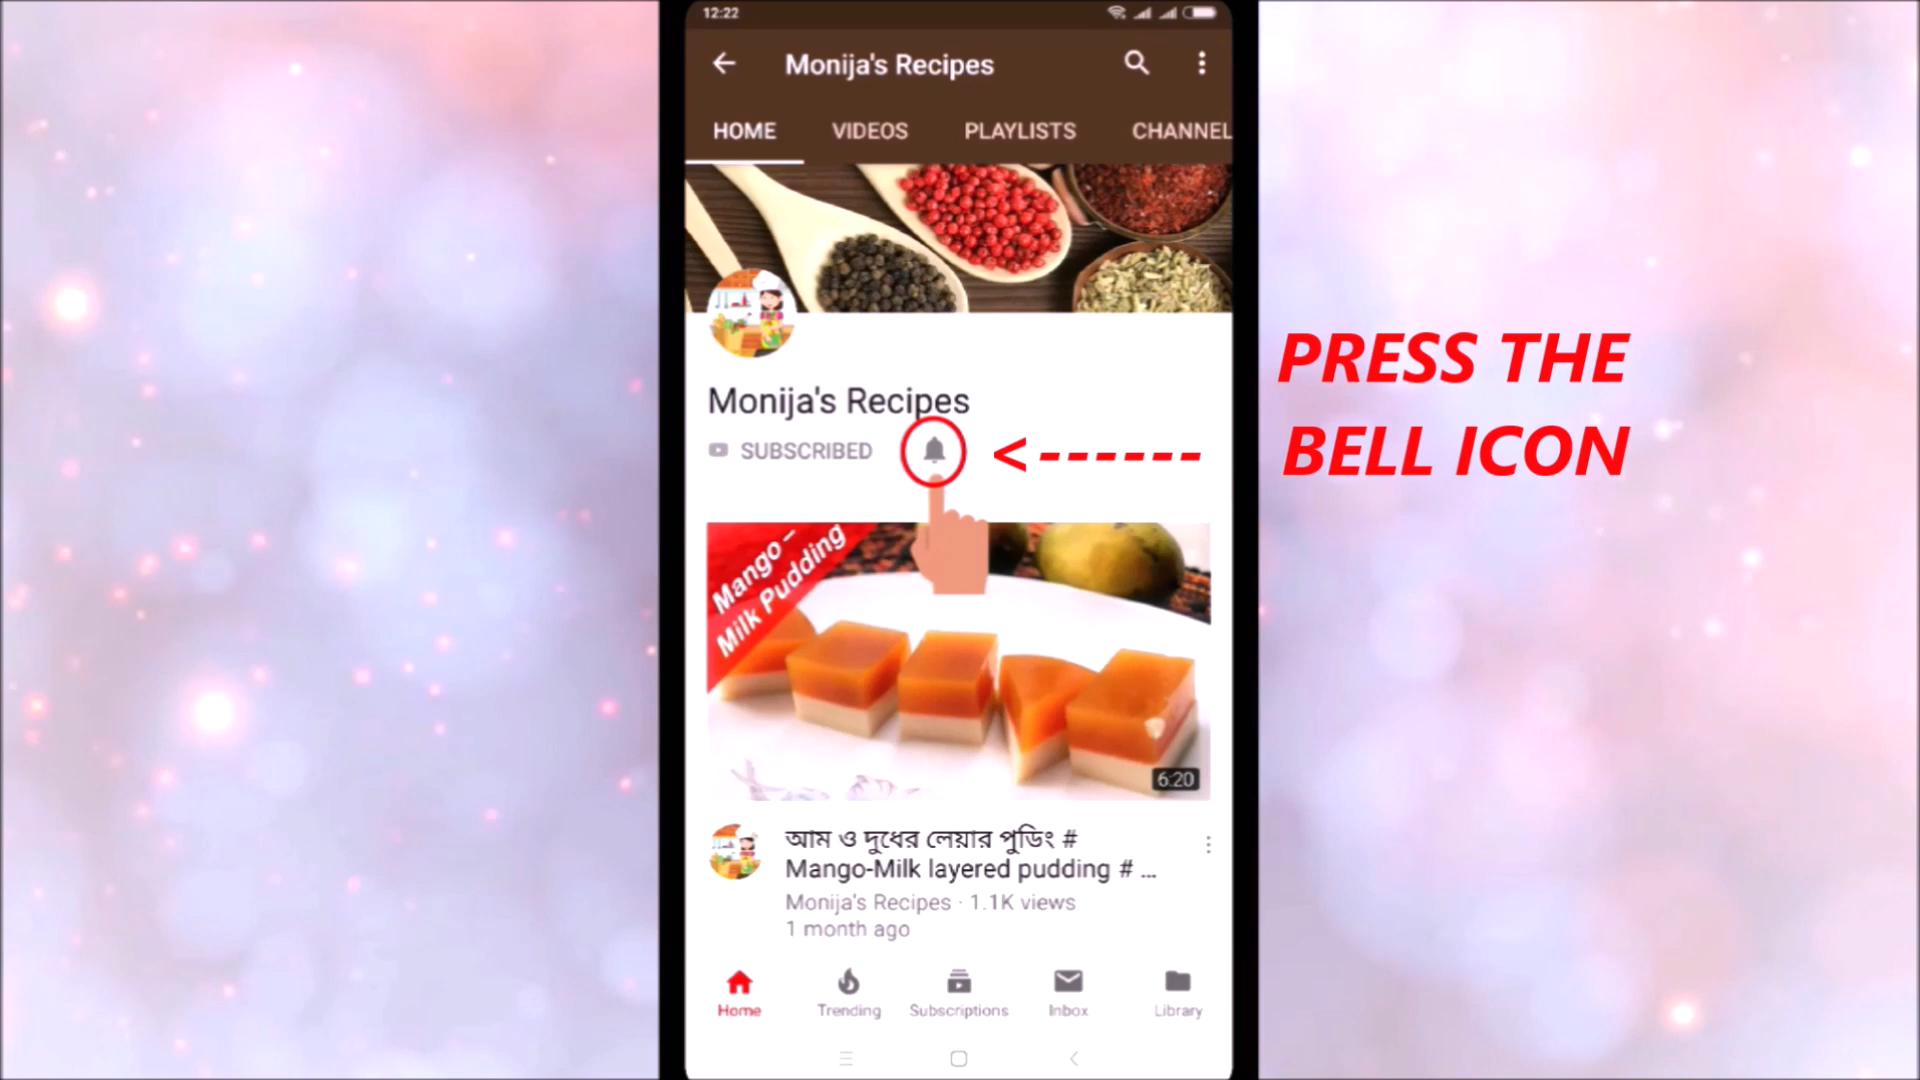 12:22
Monija's Recipes
HOME VIDEOS PLAYLISTS CHANNEL
Monija's Recipes
SUBSCRIBED
<------
PRESS THE
BELL ICON
Mango –
Milk Pudding
6:20
আম ও দুধের লেয়ার পুডিং #
Mango-Milk layered pudding # ...
Monija's Recipes · 1.1K views
1 month ago
Home Trending Subscriptions Inbox Library